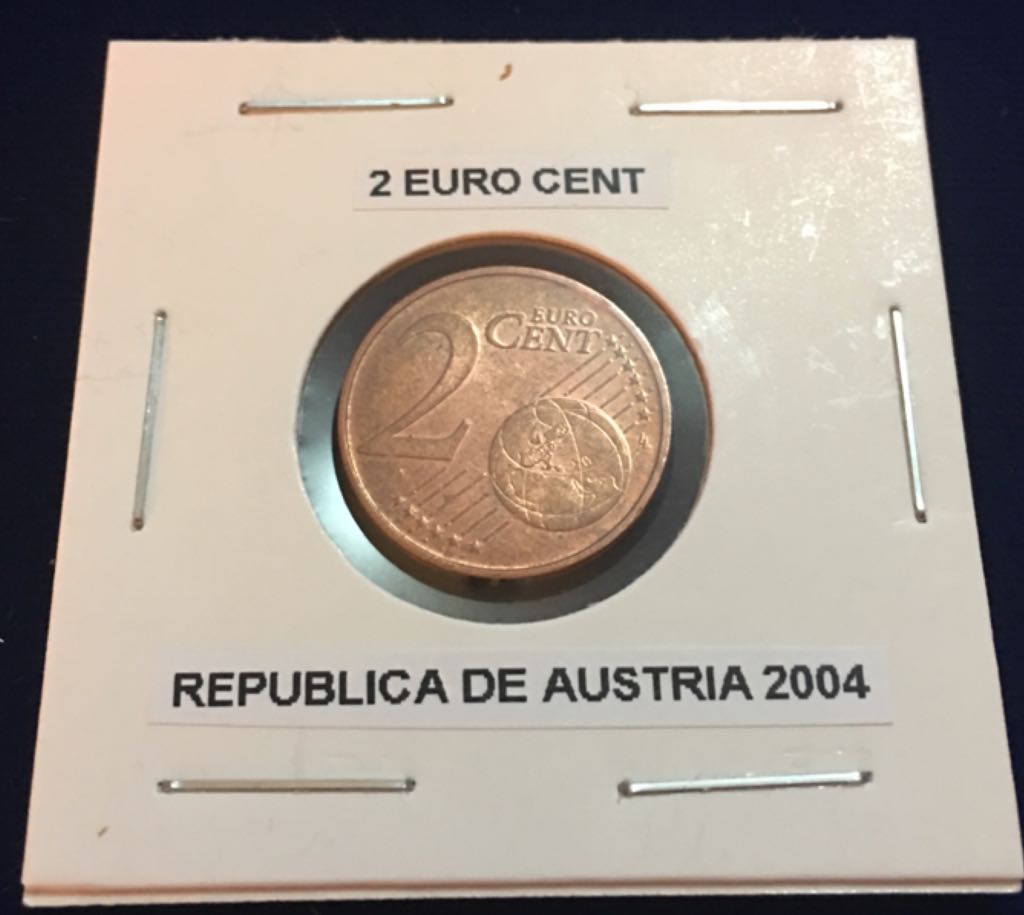 2 EURO CENT
2 EURO
CENT
REPUBLICA DE AUSTRIA 2004